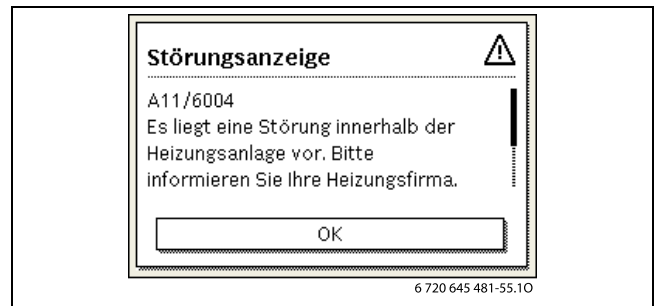 Störungsanzeige
A11/6004
Es liegt eine Störung innerhalb der
Heizungsanlage vor. Bitte
informieren Sie Ihre Heizungsfirma.
OK
6 720 645 481-55.1O